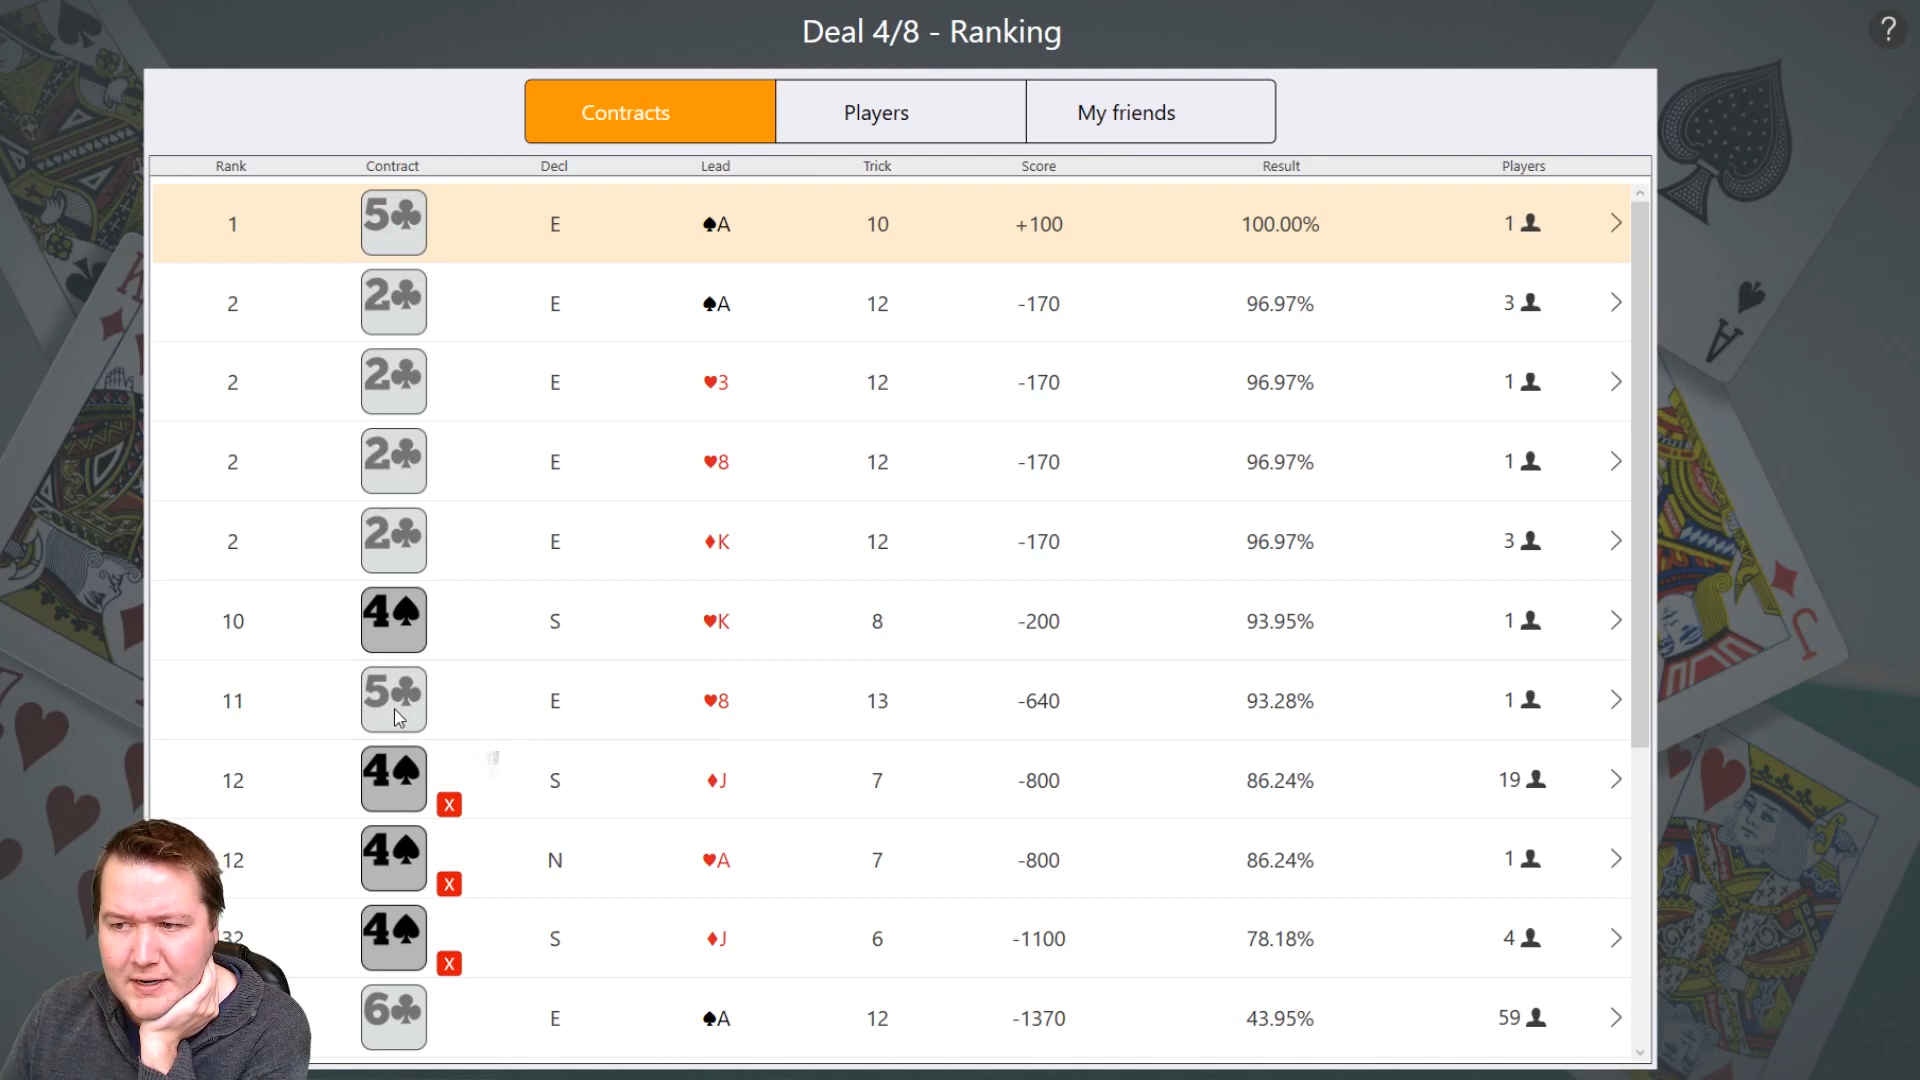 Deal 4/8 - Ranking
?
Contracts Players My friends
Rank Contract Decl Lead Trick Score Result Players
1 5♣ E ♠A 10 +100 100.00% 1
2 2♣ E ♠A 12 -170 96.97% 3
2 2♣ E ♥3 12 -170 96.97% 1
2 2♣ E ♥8 12 -170 96.97% 1
2 2♣ E ♦K 12 -170 96.97% 3
10 4♠ S ♥K 8 -200 93.95% 1
11 5♣ E ♥8 13 -640 93.28% 1
12 4♠ X S ♦J 7 -800 86.24% 19
12 4♠ X N ♥A 7 -800 86.24% 1
32 4♠ X S ♦J 6 -1100 78.18% 4
6♣ E ♠A 12 -1370 43.95% 59
A
K
J